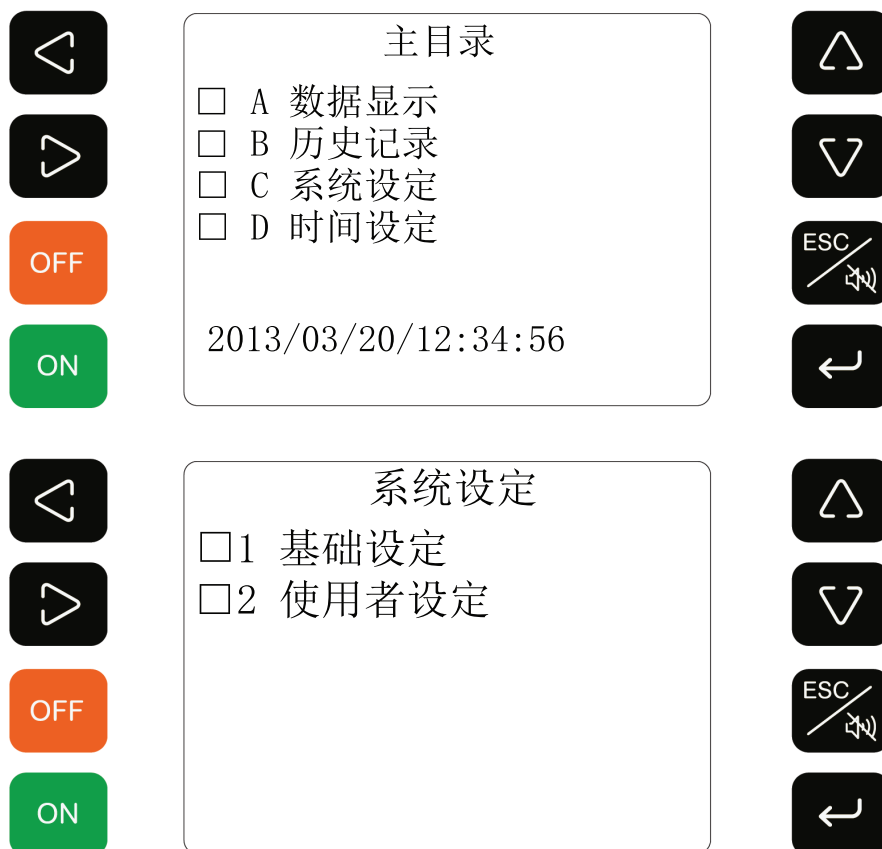 主目录
□ A 数据显示
□ B 历史记录
□ C 系统设定
□ D 时间设定
2013/03/20/12:34:56
OFF
ON
ESC
系统设定
□1 基础设定
□2 使用者设定
OFF
ON
ESC